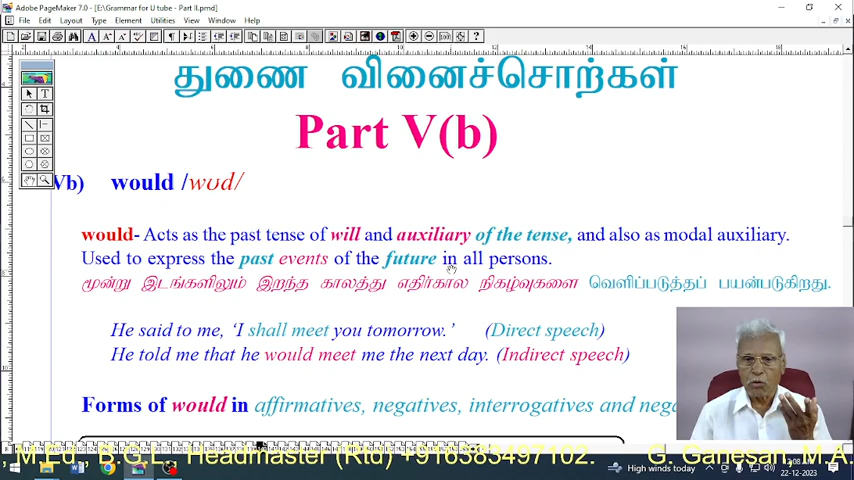 Adobe PageMaker 7.0 - [E:\Grammar for U tube - Part II.pmd]
File Edit Layout Type Element Utilities View Window Help
துணை வினைச்சொற்கள்
Part V(b)
Vb) would /wʊd/
would- Acts as the past tense of will and auxiliary of the tense, and also as modal auxiliary.
Used to express the past events of the future in all persons.
மூன்று இடங்களிலும் இறந்த காலத்து எதிர்கால நிகழ்வுகளை வெளிப்படுத்தப் பயன்படுகிறது.
He said to me, ‘I shall meet you tomorrow.’ (Direct speech)
He told me that he would meet me the next day. (Indirect speech)
Forms of would in affirmatives, negatives, interrogatives and nega
, M.Ed., B.G.L., Headmaster (Rtd) +916383497102. G. Ganesan, M.A.
High winds today
22-12-2023